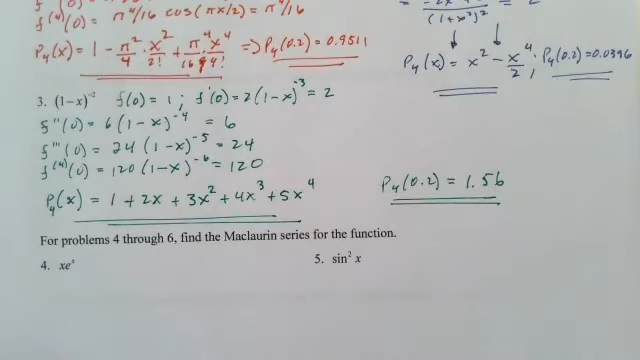 f⁽⁴⁾(0) = π⁴/16 cos(πx/2) = π⁴/16
P₄(x) = 1 - π²/4 · x²/2! + π⁴/16 · x⁴/4! ⇒ P₄(0.2) = 0.9511
(1+x²)²
P₄(x) = x² - x⁴/2 ; P₄(0.2) = 0.0396
3. (1-x)⁻² f(0) = 1 ; f'(0) = 2(1-x)⁻³ = 2
f''(0) = 6(1-x)⁻⁴ = 6
f'''(0) = 24(1-x)⁻⁵ = 24
f⁽⁴⁾(0) = 120(1-x)⁻⁶ = 120
P₄(x) = 1 + 2x + 3x² + 4x³ + 5x⁴
P₄(0.2) = 1.56
For problems 4 through 6, find the Maclaurin series for the function.
4. xeˣ
5. sin² x